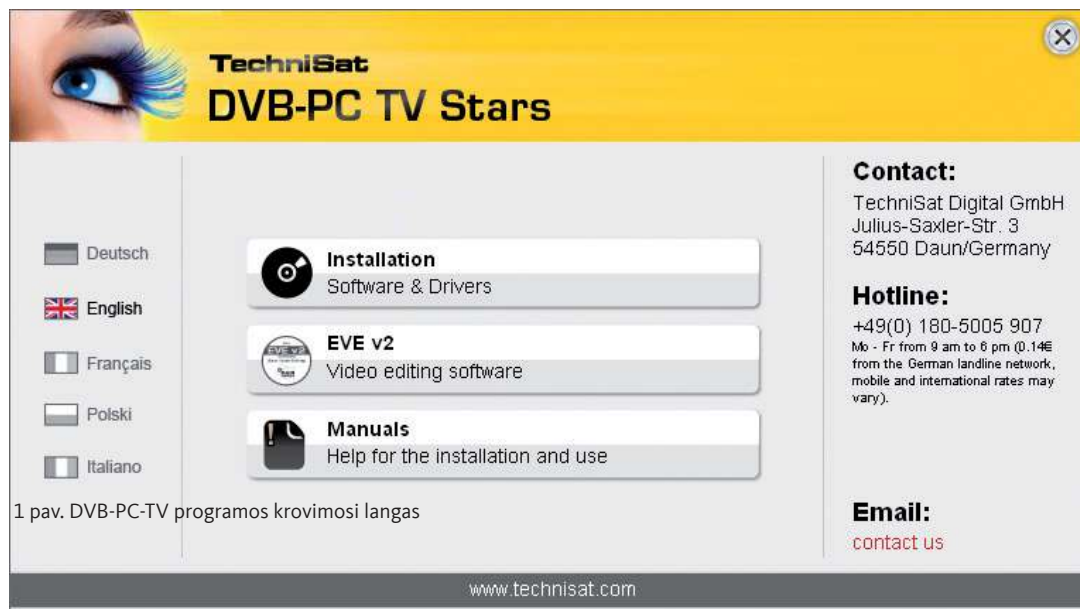 TechniSat
DVB-PC TV Stars
Deutsch
English
Français
Polski
Italiano
Installation
Software & Drivers
EVE v2
Video editing software
Manuals
Help for the installation and use
1 pav. DVB-PC-TV programos krovimosi langas
Contact:
TechniSat Digital GmbH
Julius-Saxler-Str. 3
54550 Daun/Germany
Hotline:
+49(0) 180-5005 907
Mo - Fr from 9 am to 6 pm (0.14€
from the German landline network,
mobile and international rates may
vary).
Email:
contact us
www.technisat.com